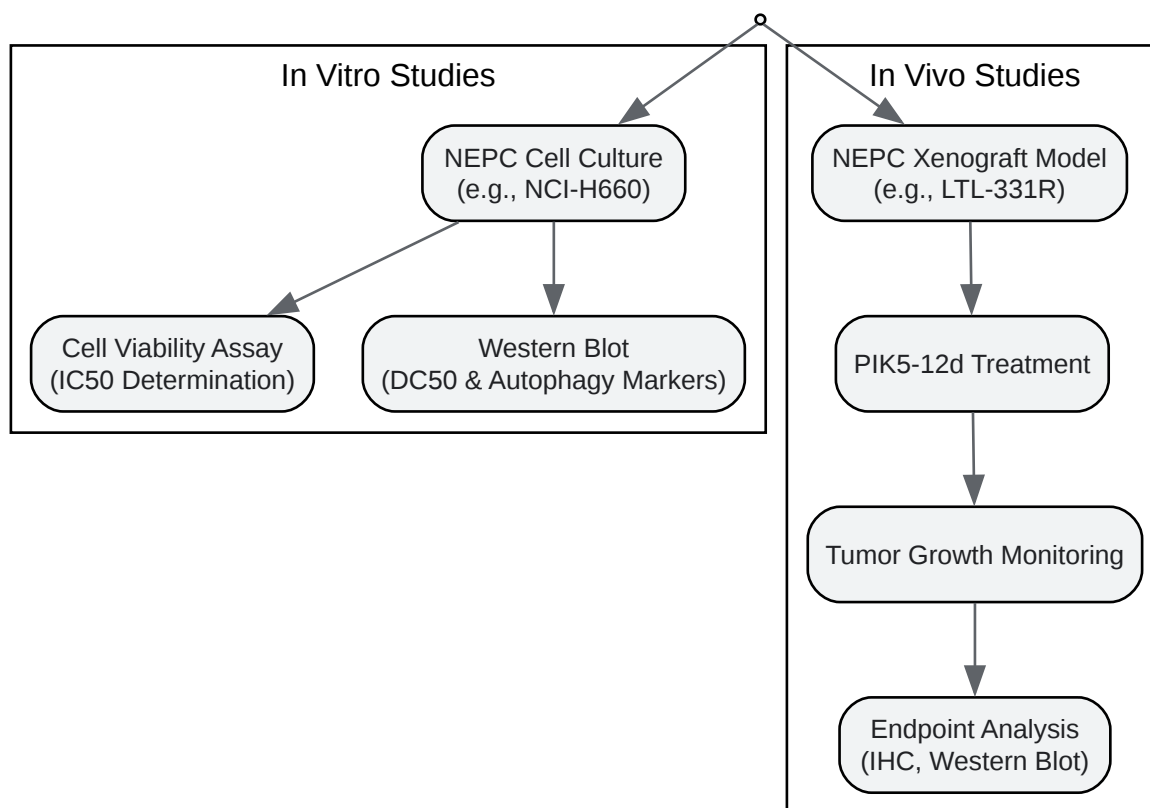 In Vitro Studies
NEPC Cell Culture
(e.g., NCI-H660)
Cell Viability Assay
(IC50 Determination)
Western Blot
(DC50 & Autophagy Markers)
In Vivo Studies
NEPC Xenograft Model
(e.g., LTL-331R)
PIK5-12d Treatment
Tumor Growth Monitoring
Endpoint Analysis
(IHC, Western Blot)